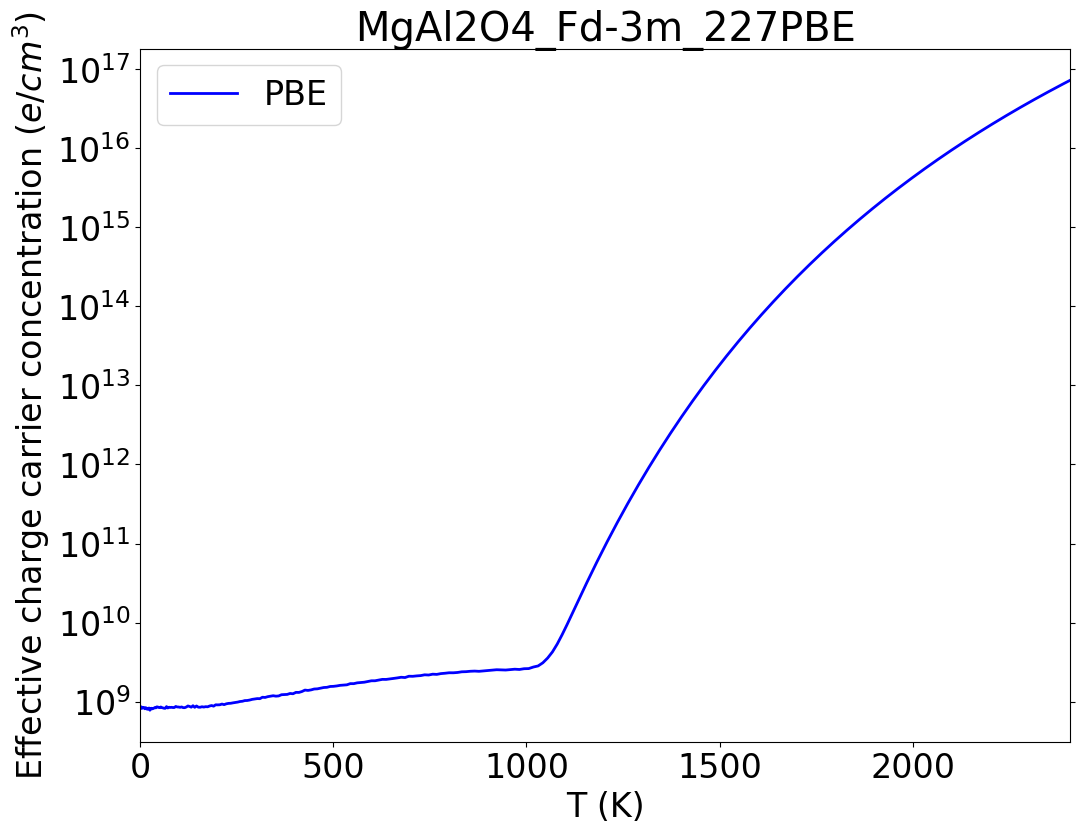 MgAl2O4_Fd-3m_227PBE
Effective charge carrier concentration (e/cm³)
PBE
10¹⁷
10¹⁶
10¹⁵
10¹⁴
10¹³
10¹²
10¹¹
10¹⁰
10⁹
0 500 1000 1500 2000
T (K)